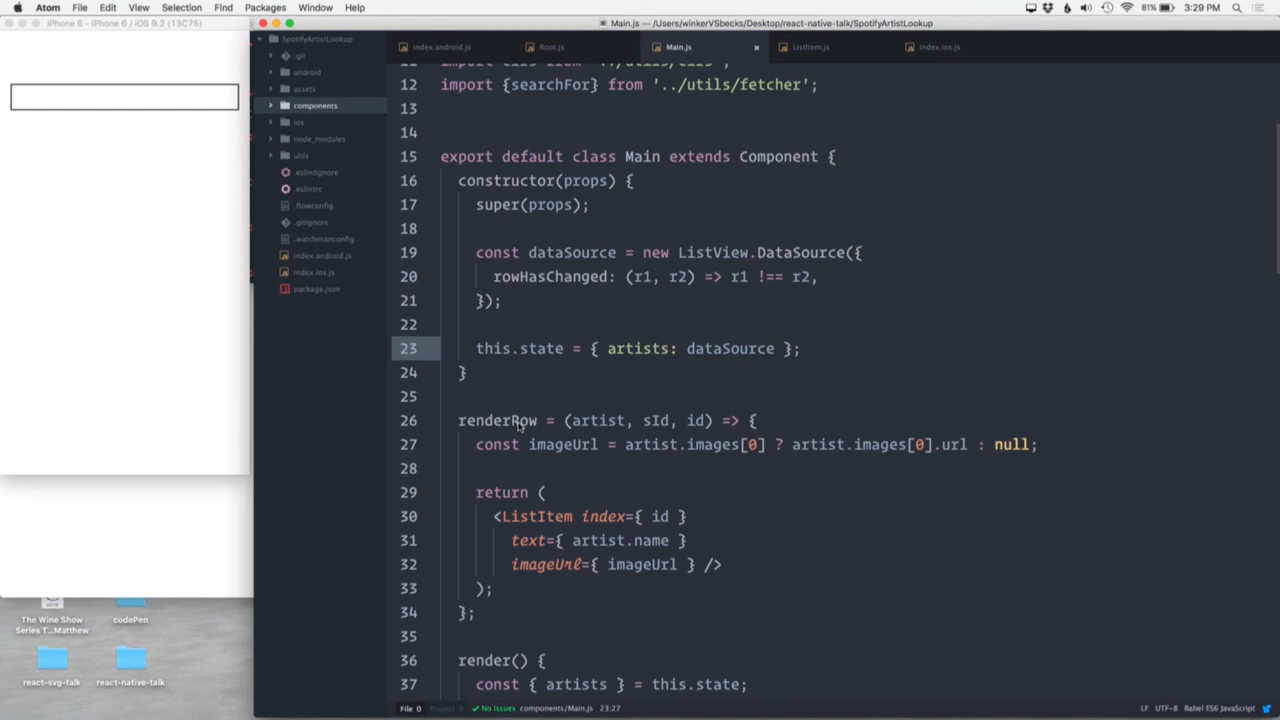 Atom File Edit View Selection Find Packages Window Help 81% 3:29 PM
iPhone 6 - iPhone 6 / iOS 9.2 (13C75)
Main.js — /Users/winkerVSbecks/Desktop/react-native-talk/SpotifyArtistLookup
SpotifyArtistLookup
.git
android
assets
components
ios
node_modules
utils
.eslintignore
.eslintrc
.flowconfig
.gitignore
.watchmanconfig
index.android.js
index.ios.js
package.json
index.android.js Root.js Main.js ListItem.js index.ios.js
12 import {searchFor} from '../utils/fetcher';
13
14
15 export default class Main extends Component {
16 constructor(props) {
17 super(props);
18
19 const dataSource = new ListView.DataSource({
20 rowHasChanged: (r1, r2) => r1 !== r2,
21 });
22
23 this.state = { artists: dataSource };
24 }
25
26 renderRow = (artist, sId, id) => {
27 const imageUrl = artist.images[0] ? artist.images[0].url : null;
28
29 return (
30 <ListItem index={ id }
31 text={ artist.name }
32 imageUrl={ imageUrl } />
33 );
34 };
35
36 render() {
37 const { artists } = this.state;
File 0 Project 0 No Issues components/Main.js 23:27 LF UTF-8 Babel ES6 JavaScript
The Wine Show
Series T...Matthew
codePen
react-svg-talk
react-native-talk